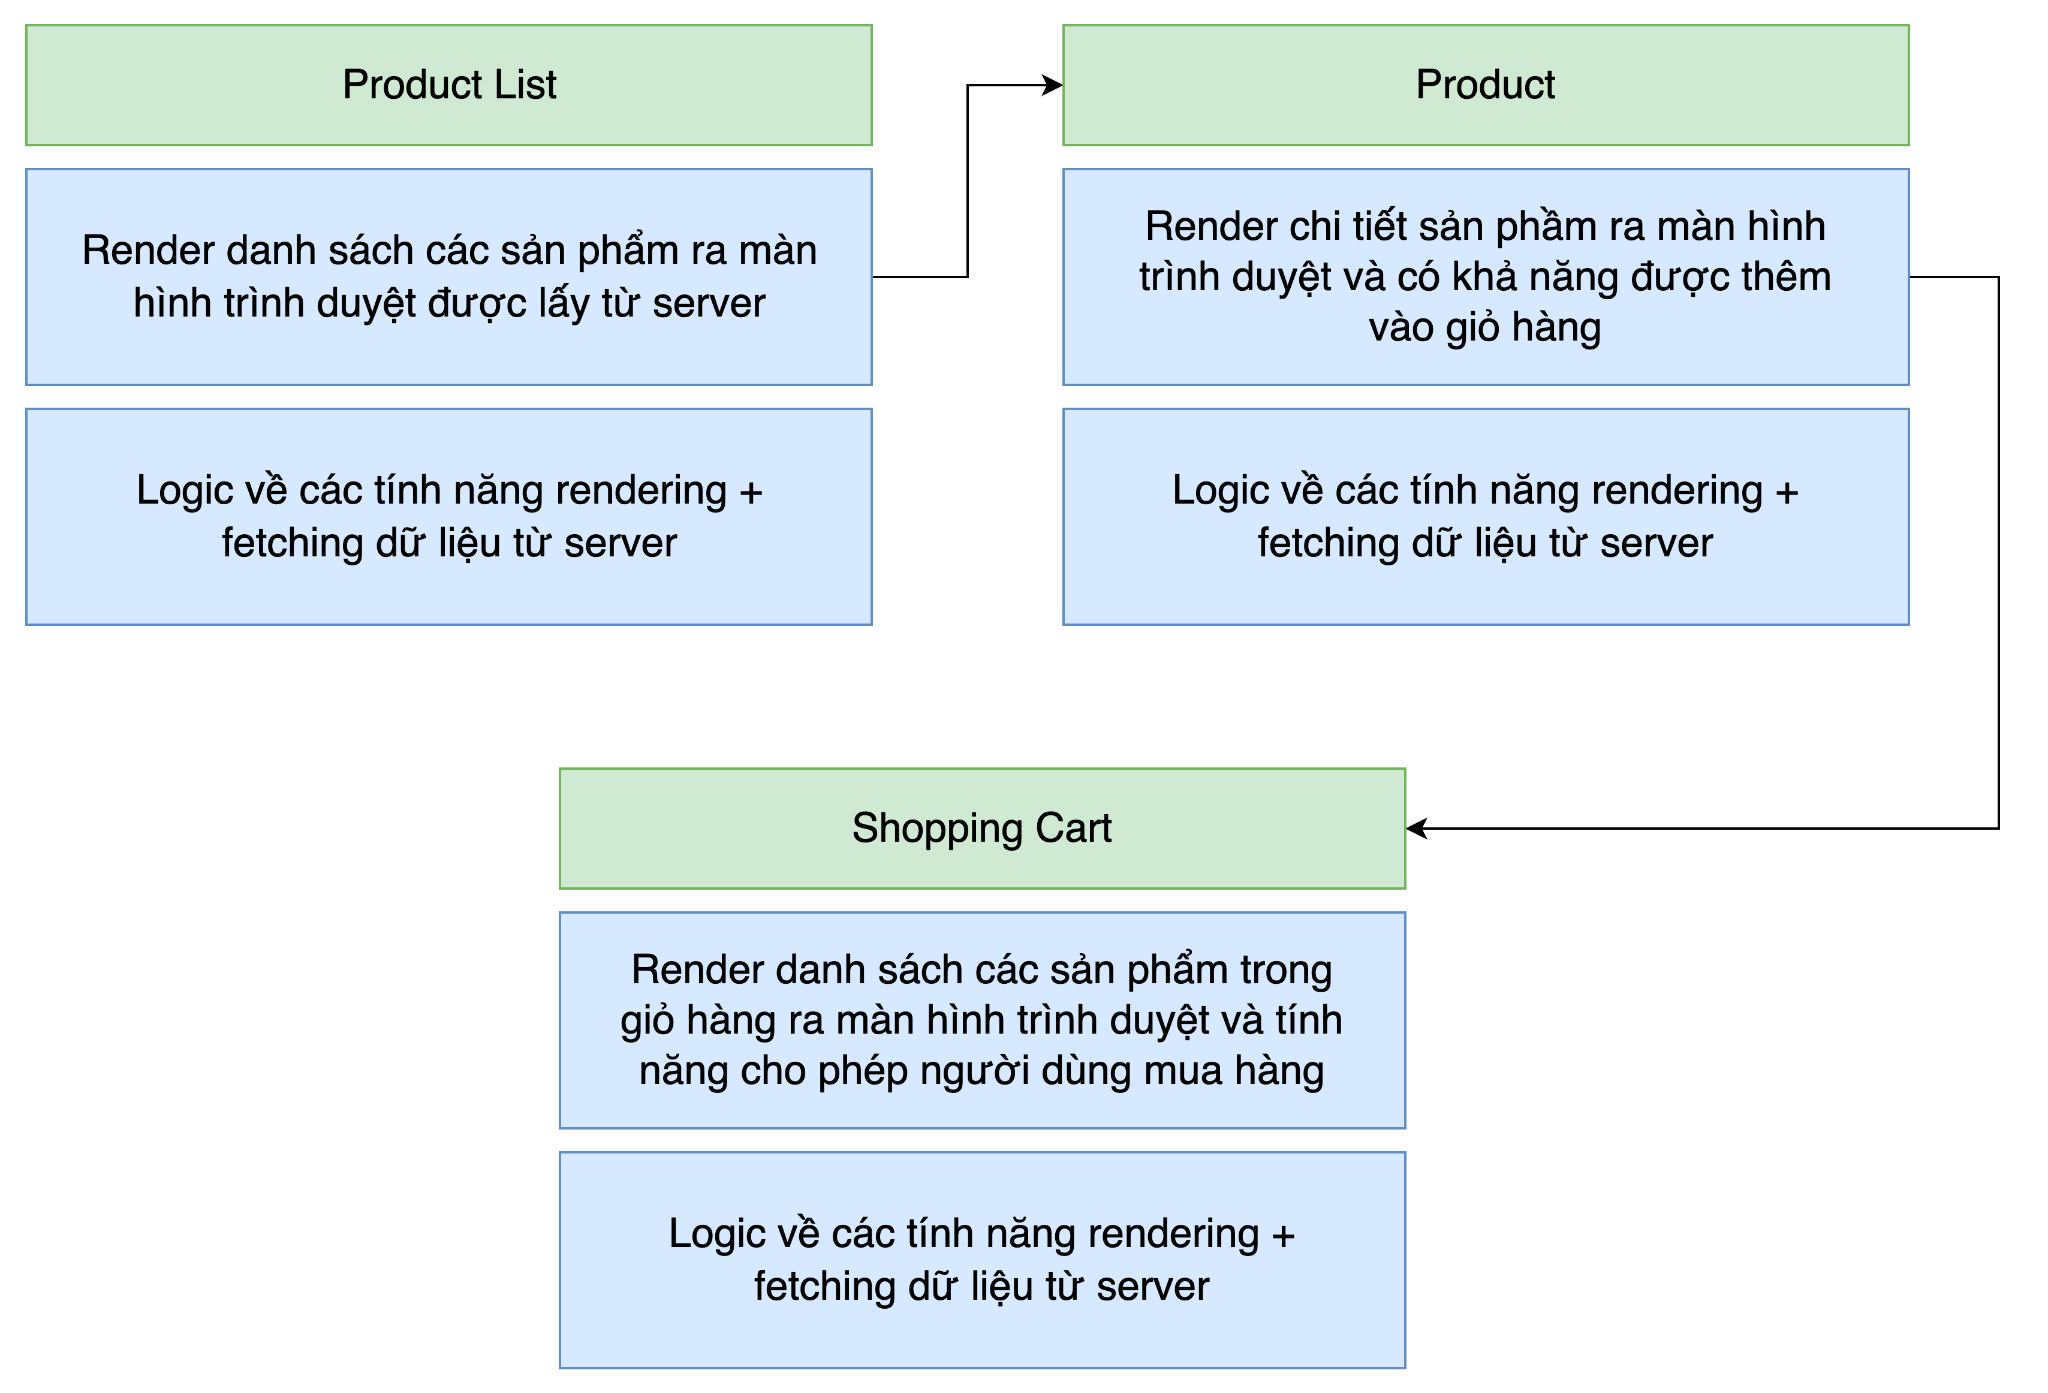 Product List
Render danh sách các sản phẩm ra màn
hình trình duyệt được lấy từ server
Logic về các tính năng rendering +
fetching dữ liệu từ server
Product
Render chi tiết sản phầm ra màn hình
trình duyệt và có khả năng được thêm
vào giỏ hàng
Logic về các tính năng rendering +
fetching dữ liệu từ server
Shopping Cart
Render danh sách các sản phẩm trong
giỏ hàng ra màn hình trình duyệt và tính
năng cho phép người dùng mua hàng
Logic về các tính năng rendering +
fetching dữ liệu từ server